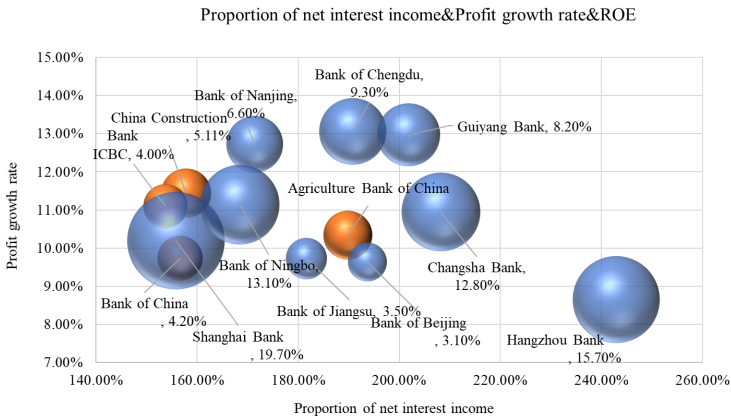 Proportion of net interest income&Profit growth rate&ROE
15.00%
14.00%
13.00%
12.00%
11.00%
10.00%
9.00%
8.00%
7.00%
Profit growth rate
Bank of Chengdu,
9.30%
Bank of Nanjing,
6.60%
China Construction
Bank
, 5.11%
ICBC, 4.00%
Guiyang Bank, 8.20%
Agriculture Bank of China
Bank of Ningbo,
13.10%
Changsha Bank,
12.80%
Bank of China
, 4.20%
Bank of Jiangsu, 3.50%
Bank of Beijing
, 3.10%
Shanghai Bank
, 19.70%
Hangzhou Bank
, 15.70%
140.00% 160.00% 180.00% 200.00% 220.00% 240.00% 260.00%
Proportion of net interest income